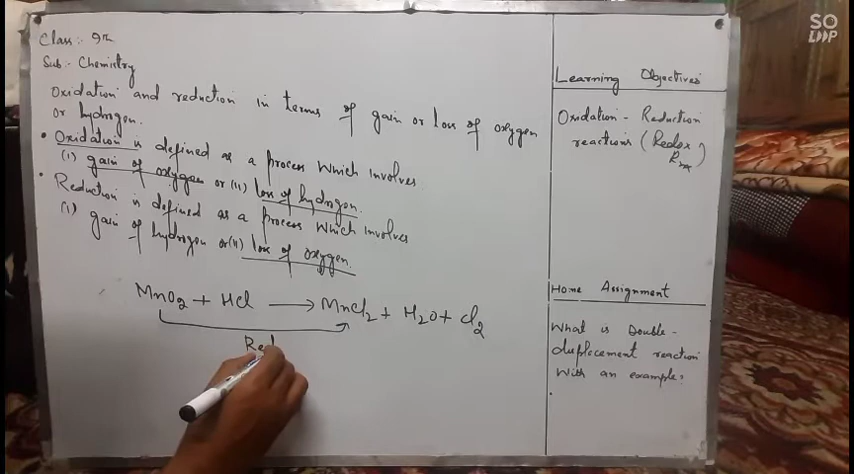 Class:- 9th
Sub:- Chemistry
Oxidation and reduction in terms of gain or loss of oxygen
or hydrogen.
• Oxidation is defined as a process which involves
(i) gain of oxygen or (ii) loss of hydrogen.
• Reduction is defined as a process which involves
(i) gain of hydrogen or (ii) loss of oxygen.
MnO2 + HCl → MnCl2 + H2O + Cl2
Red
Learning Objectives
Oxidation - Reduction
reactions (Redox
Rxn)
Home Assignment
What is Double-
displacement reaction
with an example?
SO
LOOP